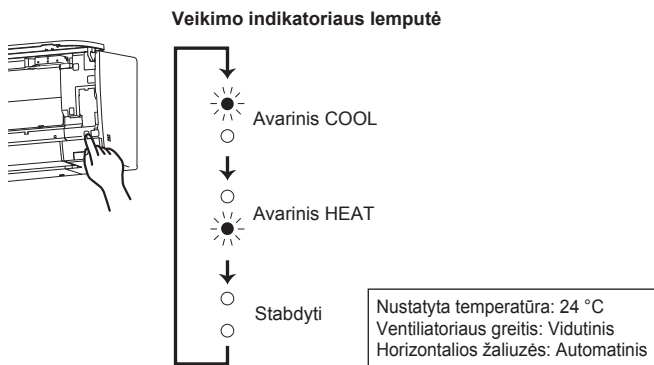 Veikimo indikatoriaus lemputė
Avarinis COOL
Avarinis HEAT
Stabdyti
Nustatyta temperatūra: 24 °C
Ventiliatoriaus greitis: Vidutinis
Horizontalios žaliuzės: Automatinis